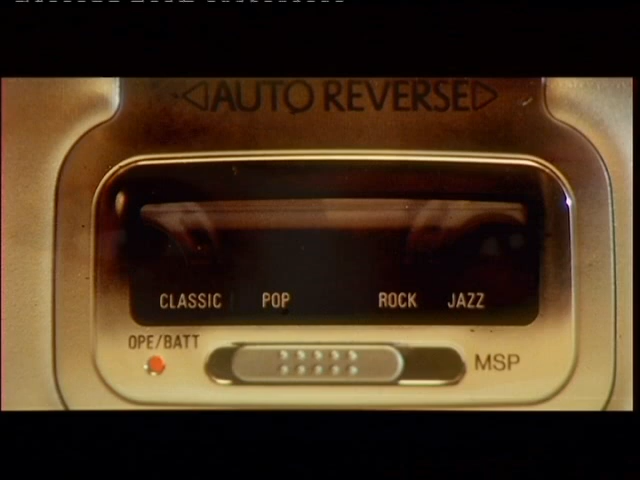 AUTO REVERSE
CLASSIC POP ROCK JAZZ
OPE/BATT
MSP